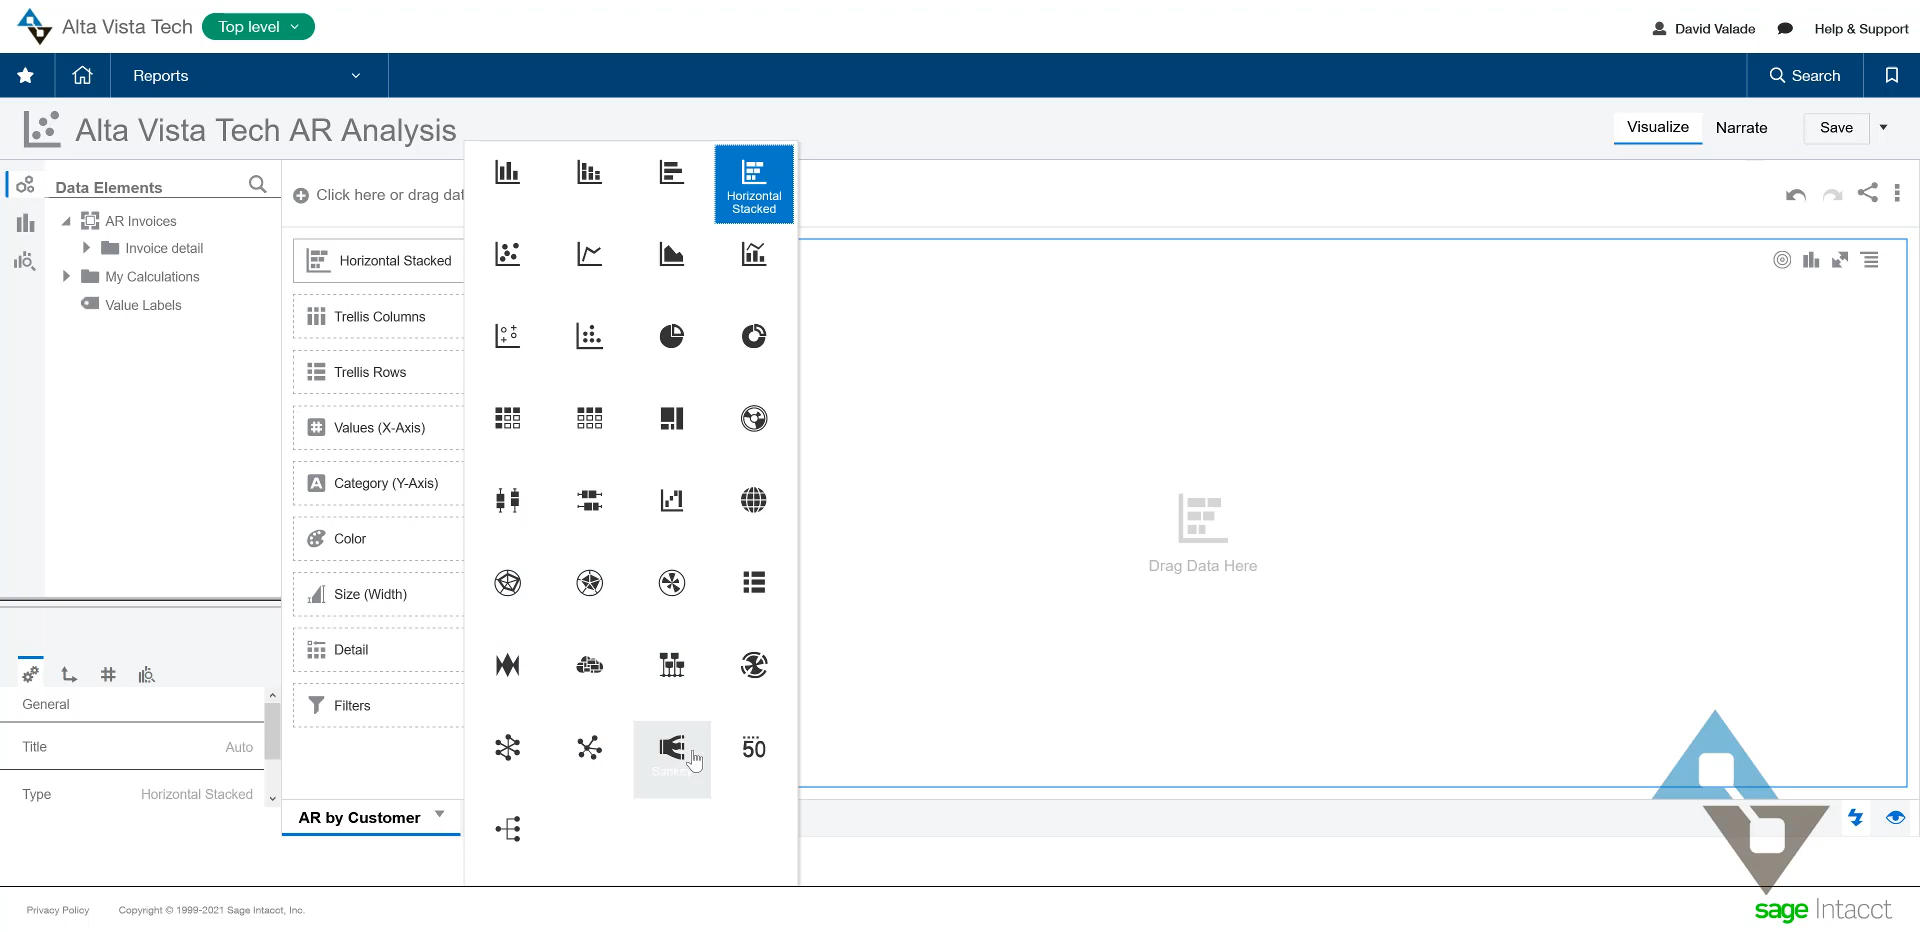 Alta Vista Tech
Top level
David Valade
Help & Support
Reports
Search
Alta Vista Tech AR Analysis
Visualize
Narrate
Save
Data Elements
AR Invoices
Invoice detail
My Calculations
Value Labels
Click here or drag dat
Horizontal Stacked
Trellis Columns
Trellis Rows
Values (X-Axis)
Category (Y-Axis)
Color
Size (Width)
Detail
Filters
Horizontal
Stacked
50
Drag Data Here
General
Title Auto
Type Horizontal Stacked
AR by Customer
Privacy Policy
Copyright © 1999-2021 Sage Intacct, Inc.
sage Intacct